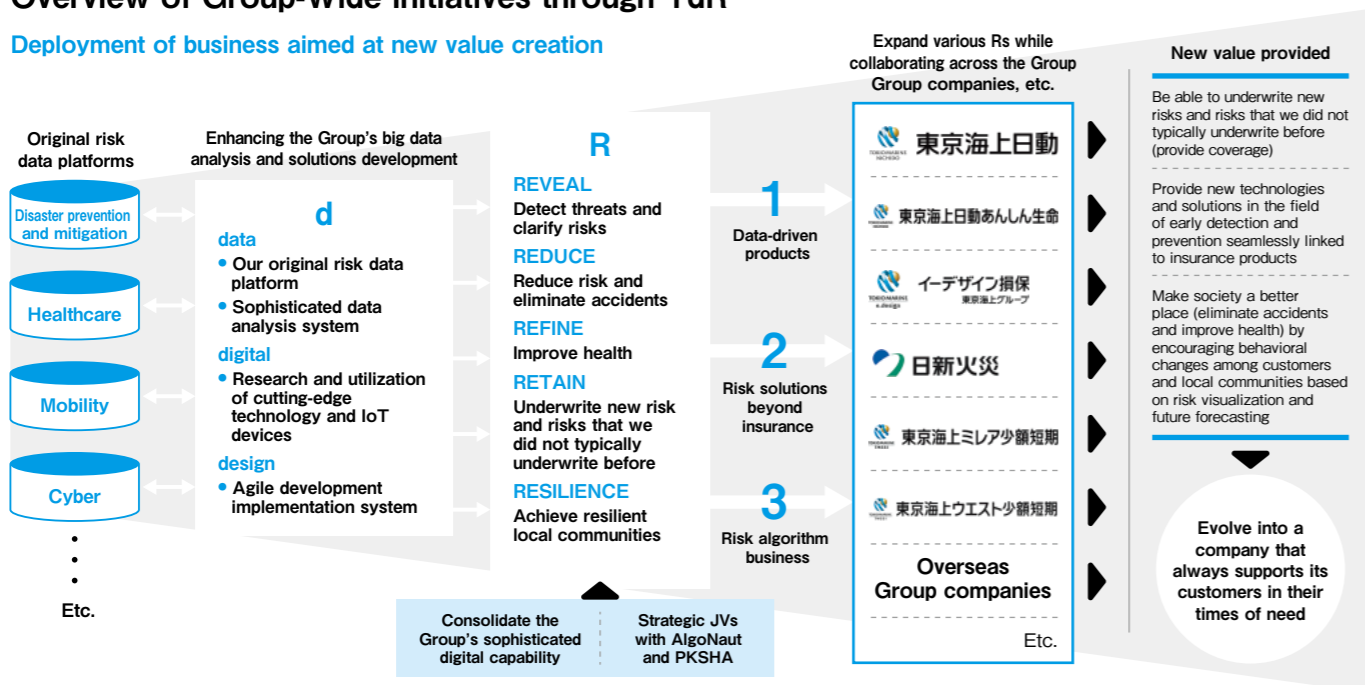 Overview of Group-Wide Initiatives through TdR
Deployment of business aimed at new value creation
Original risk
data platforms
Disaster prevention
and mitigation
Healthcare
Mobility
Cyber
Etc.
Enhancing the Group's big data
analysis and solutions development
d
data
• Our original risk data
platform
• Sophisticated data
analysis system
digital
• Research and utilization
of cutting-edge
technology and IoT
devices
design
• Agile development
implementation system
R
REVEAL
Detect threats and
clarify risks
REDUCE
Reduce risk and
eliminate accidents
REFINE
Improve health
RETAIN
Underwrite new risk
and risks that we
did not typically
underwrite before
RESILIENCE
Achieve resilient
local communities
Consolidate the
Group's sophisticated
digital capability
Strategic JVs
with AlgoNaut
and PKSHA
1
Data-driven
products
2
Risk solutions
beyond
insurance
3
Risk algorithm
business
Expand various Rs while
collaborating across the Group
Group companies, etc.
TOKIOMARINE
NICHIDO
東京海上日動
東京海上日動あんしん生命
TOKIOMARINE
e.design
イーデザイン損保
東京海上グループ
日新火災
東京海上ミレア少額短期
東京海上ウエスト少額短期
Overseas
Group companies
Etc.
New value provided
Be able to underwrite new
risks and risks that we did not
typically underwrite before
(provide coverage)
Provide new technologies
and solutions in the field
of early detection and
prevention seamlessly linked
to insurance products
Make society a better
place (eliminate accidents
and improve health) by
encouraging behavioral
changes among customers
and local communities based
on risk visualization and
future forecasting
Evolve into a
company that
always supports its
customers in their
times of need